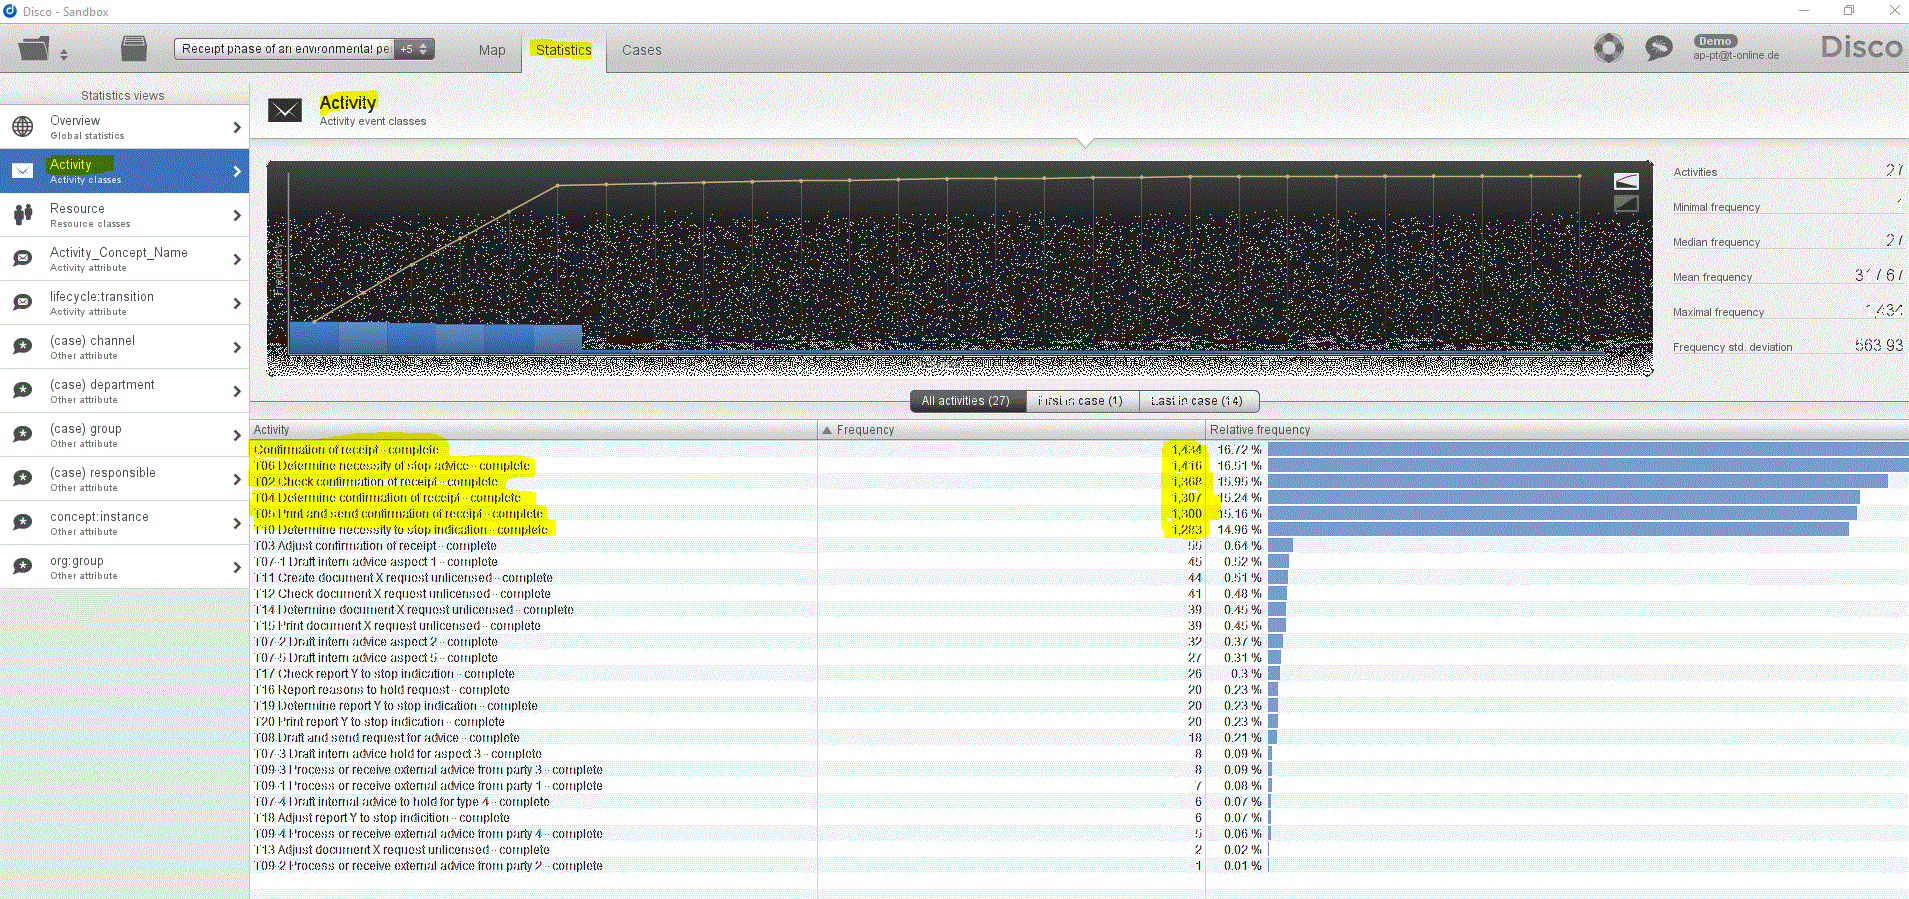 Disco - Sandbox
Receipt phase of an environmental pe +5
Map
Statistics
Cases
Demo
ap-pt@t-online.de
Disco
Statistics views
Overview
Global statistics
Activity
Activity classes
Resource
Resource classes
Activity_Concept_Name
Activity attribute
lifecycle:transition
Activity attribute
(case) channel
Other attribute
(case) department
Other attribute
(case) group
Other attribute
(case) responsible
Other attribute
concept:instance
Other attribute
org:group
Other attribute
Activity
Activity event classes
Frequency
Activities 27
Minimal frequency 1
Median frequency 27
Mean frequency 317.67
Maximal frequency 1,434
Frequency std. deviation 563.93
All activities (27) First in case (1) Last in case (14)
Activity Frequency Relative frequency
Confirmation of receipt - complete 1,434 16.72 %
T06 Determine necessity of stop advice - complete 1,416 16.51 %
T02 Check confirmation of receipt - complete 1,368 15.95 %
T04 Determine confirmation of receipt - complete 1,307 15.24 %
T05 Print and send confirmation of receipt - complete 1,300 15.16 %
T10 Determine necessity to stop indication - complete 1,283 14.96 %
T03 Adjust confirmation of receipt - complete 55 0.64 %
T07-1 Draft intern advice aspect 1 - complete 45 0.52 %
T11 Create document X request unlicensed - complete 44 0.51 %
T12 Check document X request unlicensed - complete 41 0.48 %
T14 Determine document X request unlicensed - complete 39 0.45 %
T15 Print document X request unlicensed - complete 39 0.45 %
T07-2 Draft intern advice aspect 2 - complete 32 0.37 %
T07-5 Draft intern advice aspect 5 - complete 27 0.31 %
T17 Check report Y to stop indication - complete 26 0.3 %
T16 Report reasons to hold request - complete 20 0.23 %
T19 Determine report Y to stop indication - complete 20 0.23 %
T20 Print report Y to stop indication - complete 20 0.23 %
T08 Draft and send request for advice - complete 18 0.21 %
T07-3 Draft intern advice hold for aspect 3 - complete 8 0.09 %
T09-3 Process or receive external advice from party 3 - complete 8 0.09 %
T09-1 Process or receive external advice from party 1 - complete 7 0.08 %
T07-4 Draft internal advice to hold for type 4 - complete 6 0.07 %
T18 Adjust report Y to stop indicition - complete 6 0.07 %
T09-4 Process or receive external advice from party 4 - complete 5 0.06 %
T13 Adjust document X request unlicensed - complete 2 0.02 %
T09-2 Process or receive external advice from party 2 - complete 1 0.01 %